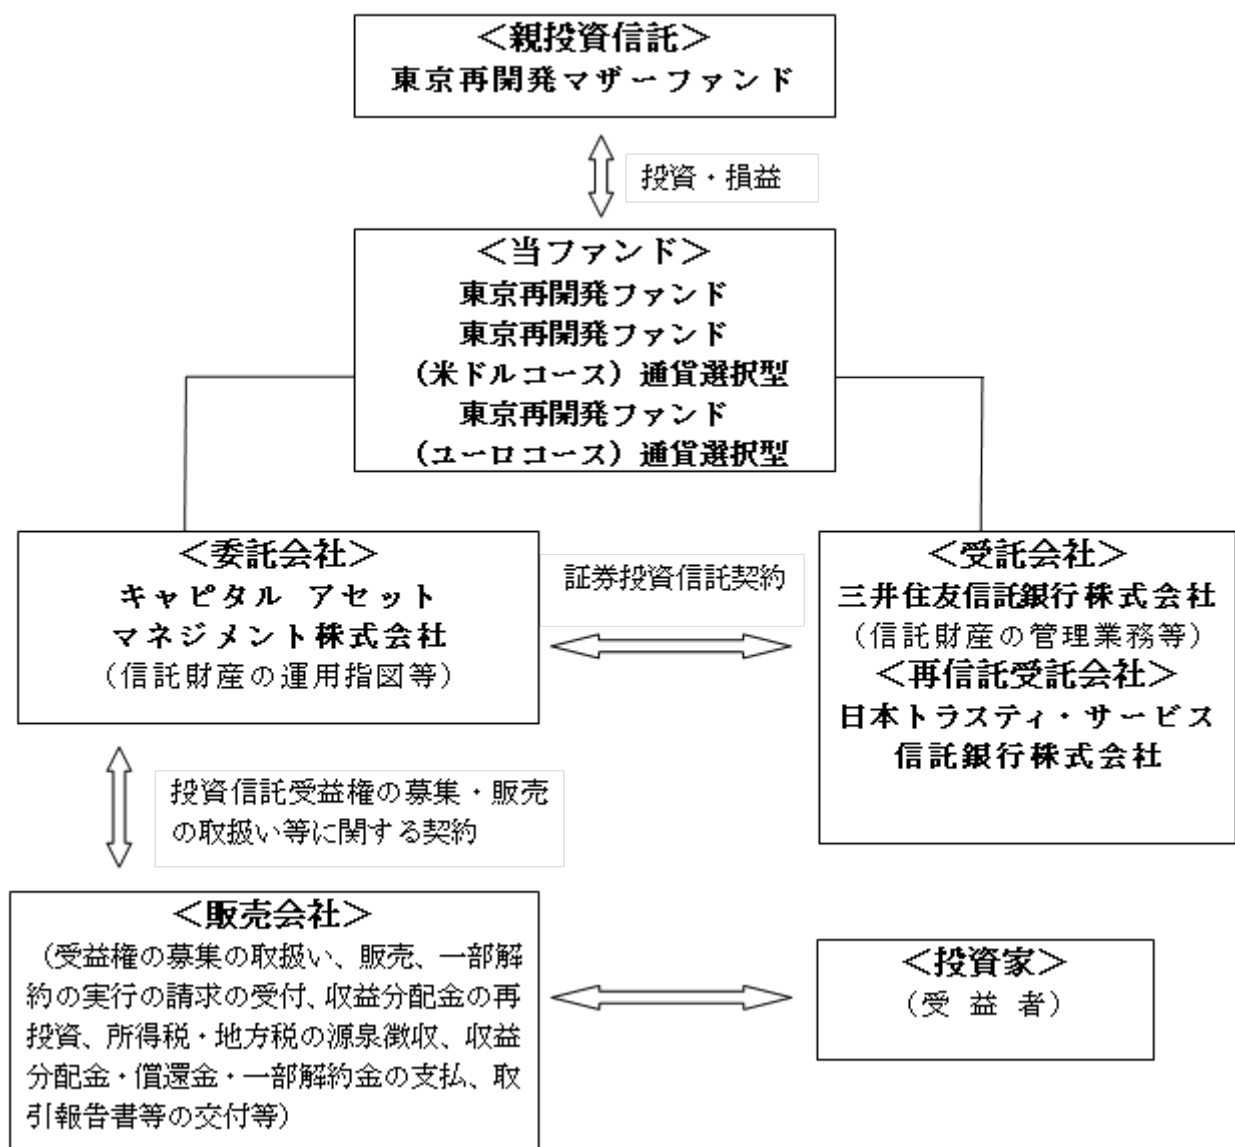 ＜親投資信託＞
東京再開発マザーファンド
投資・損益
＜当ファンド＞
東京再開発ファンド
東京再開発ファンド
（米ドルコース）通貨選択型
東京再開発ファンド
（ユーロコース）通貨選択型
＜委託会社＞
キャピタル アセット
マネジメント株式会社
（信託財産の運用指図等）
証券投資信託契約
＜受託会社＞
三井住友信託銀行株式会社
（信託財産の管理業務等）
＜再信託受託会社＞
日本トラスティ・サービス
信託銀行株式会社
投資信託受益権の募集・販売
の取扱い等に関する契約
＜販売会社＞
（受益権の募集の取扱い、販売、一部解
約の実行の請求の受付、収益分配金の再
投資、所得税・地方税の源泉徴収、収益
分配金・償還金・一部解約金の支払、取
引報告書等の交付等）
＜投資家＞
（受 益 者）